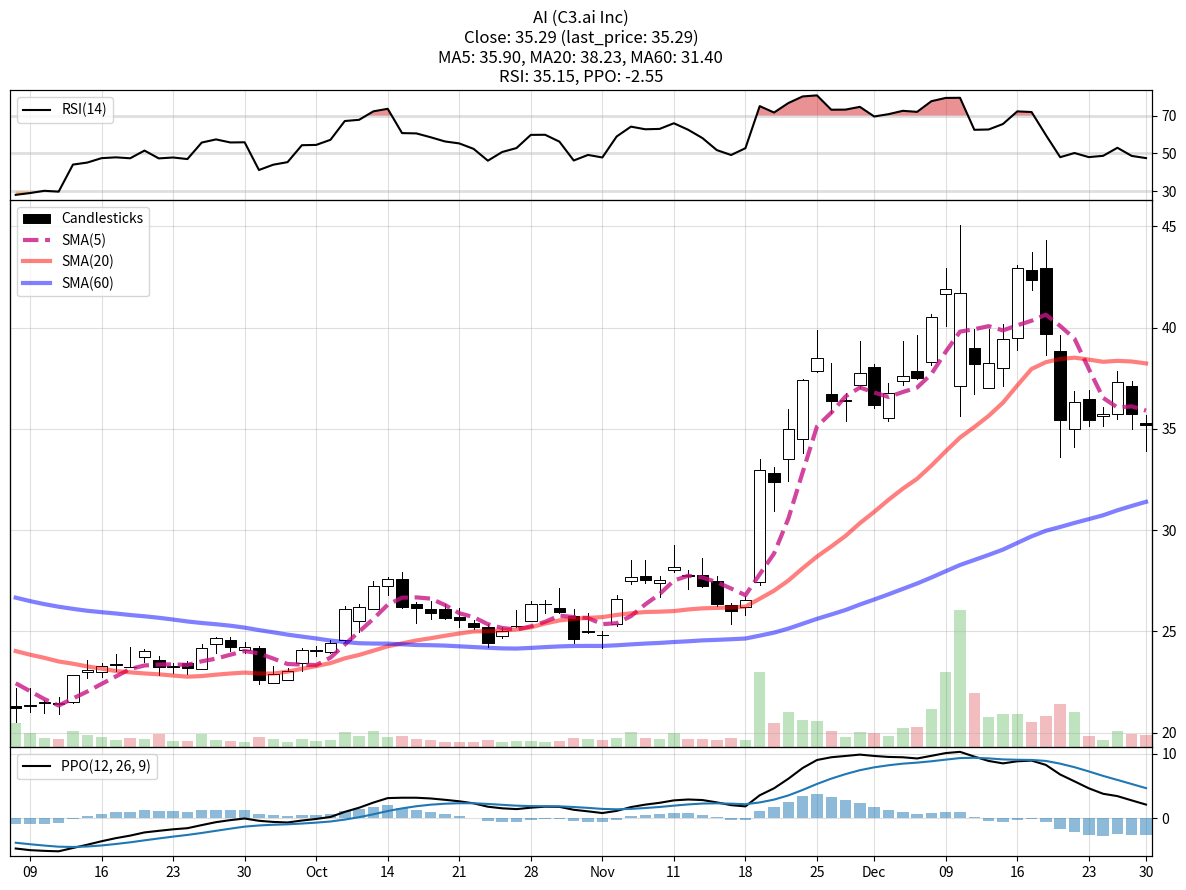 AI (C3.ai Inc)
Close: 35.29 (last_price: 35.29)
MA5: 35.90, MA20: 38.23, MA60: 31.40
RSI: 35.15, PPO: -2.55
RSI(14)
70
50
30
Candlesticks
SMA(5)
SMA(20)
SMA(60)
45
40
35
30
25
20
PPO(12, 26, 9)
10
0
09 16 23 30 Oct 14 21 28 Nov 11 18 25 Dec 09 16 23 30